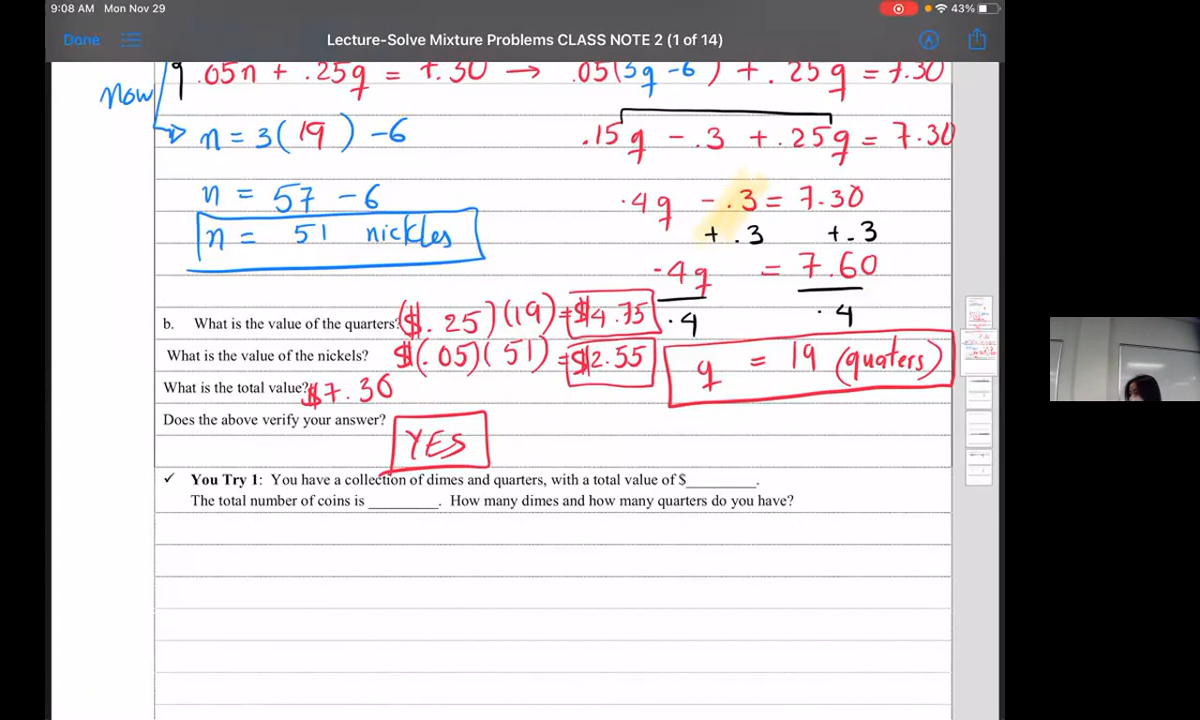 9:08 AM Mon Nov 29
43%
Done
Lecture-Solve Mixture Problems CLASS NOTE 2 (1 of 14)
.05n + .25q = 7.30 → .05(3q -6) + .25q = 7.30
Now
n = 3(19) -6
.15q - .3 + .25q = 7.30
n = 57 - 6
.4q - .3 = 7.30
+ .3 + .3
n = 51 nickles
.4q = 7.60
.4 .4
b. What is the value of the quarters? ($.25)(19) = $4.75
What is the value of the nickels? $(.05)(51) = $2.55
q = 19 (quaters)
What is the total value? $7.30
Does the above verify your answer?
YES
✓ You Try 1: You have a collection of dimes and quarters, with a total value of $________.
The total number of coins is ________. How many dimes and how many quarters do you have?